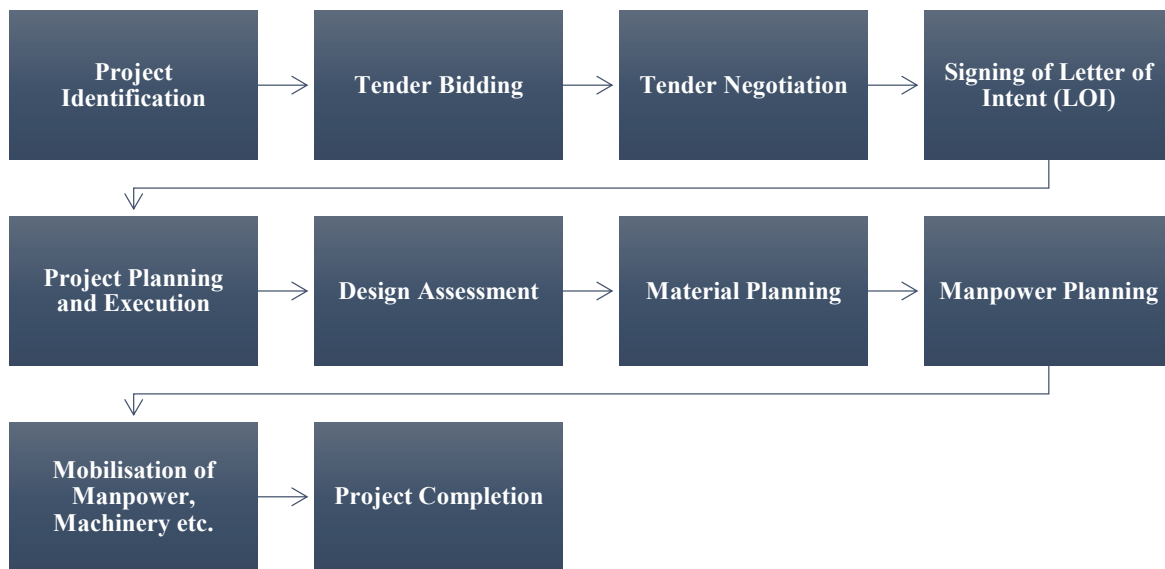 Project
Identification
Tender Bidding
Tender Negotiation
Signing of Letter of
Intent (LOI)
Project Planning
and Execution
Design Assessment
Material Planning
Manpower Planning
Mobilisation of
Manpower,
Machinery etc.
Project Completion